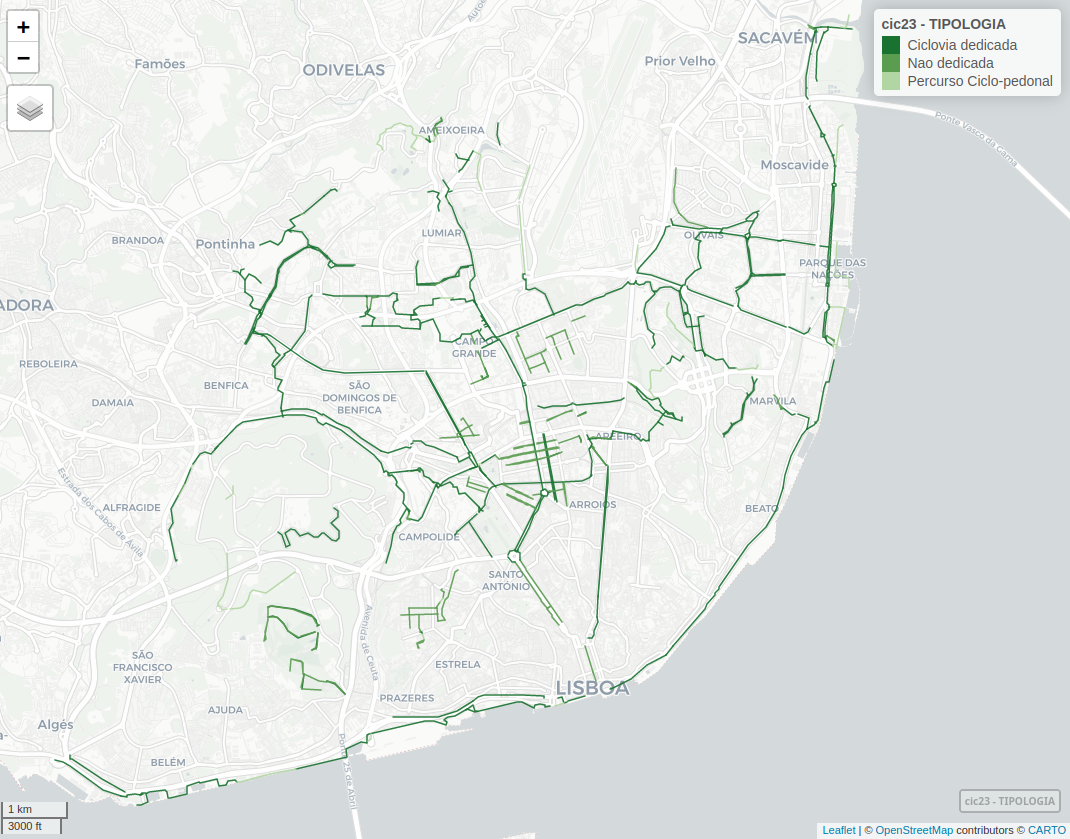 +
−
cic23 - TIPOLOGIA
Ciclovia dedicada
Nao dedicada
Percurso Ciclo-pedonal
SACAVÉM
Famões
ODIVELAS
Prior Velho
Ponte Vasco da Gama
AMEIXOEIRA
Moscavide
BRANDOA
Pontinha
LUMIAR
OLIVAIS
PARQUE DAS
NAÇÕES
ADORA
CAMPO
GRANDE
REBOLEIRA
BENFICA
SÃO
DOMINGOS DE
BENFICA
DAMAIA
MARVILA
AREEIRO
Estrada dos Cabos de Ávila
ALFRAGIDE
ARROIOS
BEATO
CAMPOLIDE
SANTO
ANTÓNIO
Avenida de Ceuta
SÃO
FRANCISCO
XAVIER
ESTRELA
LISBOA
PRAZERES
AJUDA
Algés
a-
BELÉM
Ponte 25 de Abril
1 km
3000 ft
cic23 - TIPOLOGIA
Leaflet | © OpenStreetMap contributors © CARTO